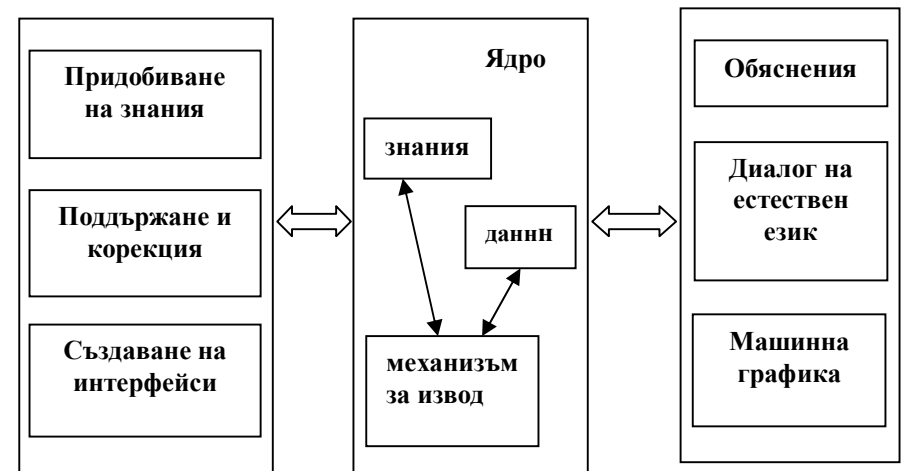 Придобиване
на знания
Поддържане и
корекция
Създаване на
интерфейси
Ядро
знания
даннн
механизъм
за извод
Обяснения
Диалог на
естествен
език
Машинна
графика